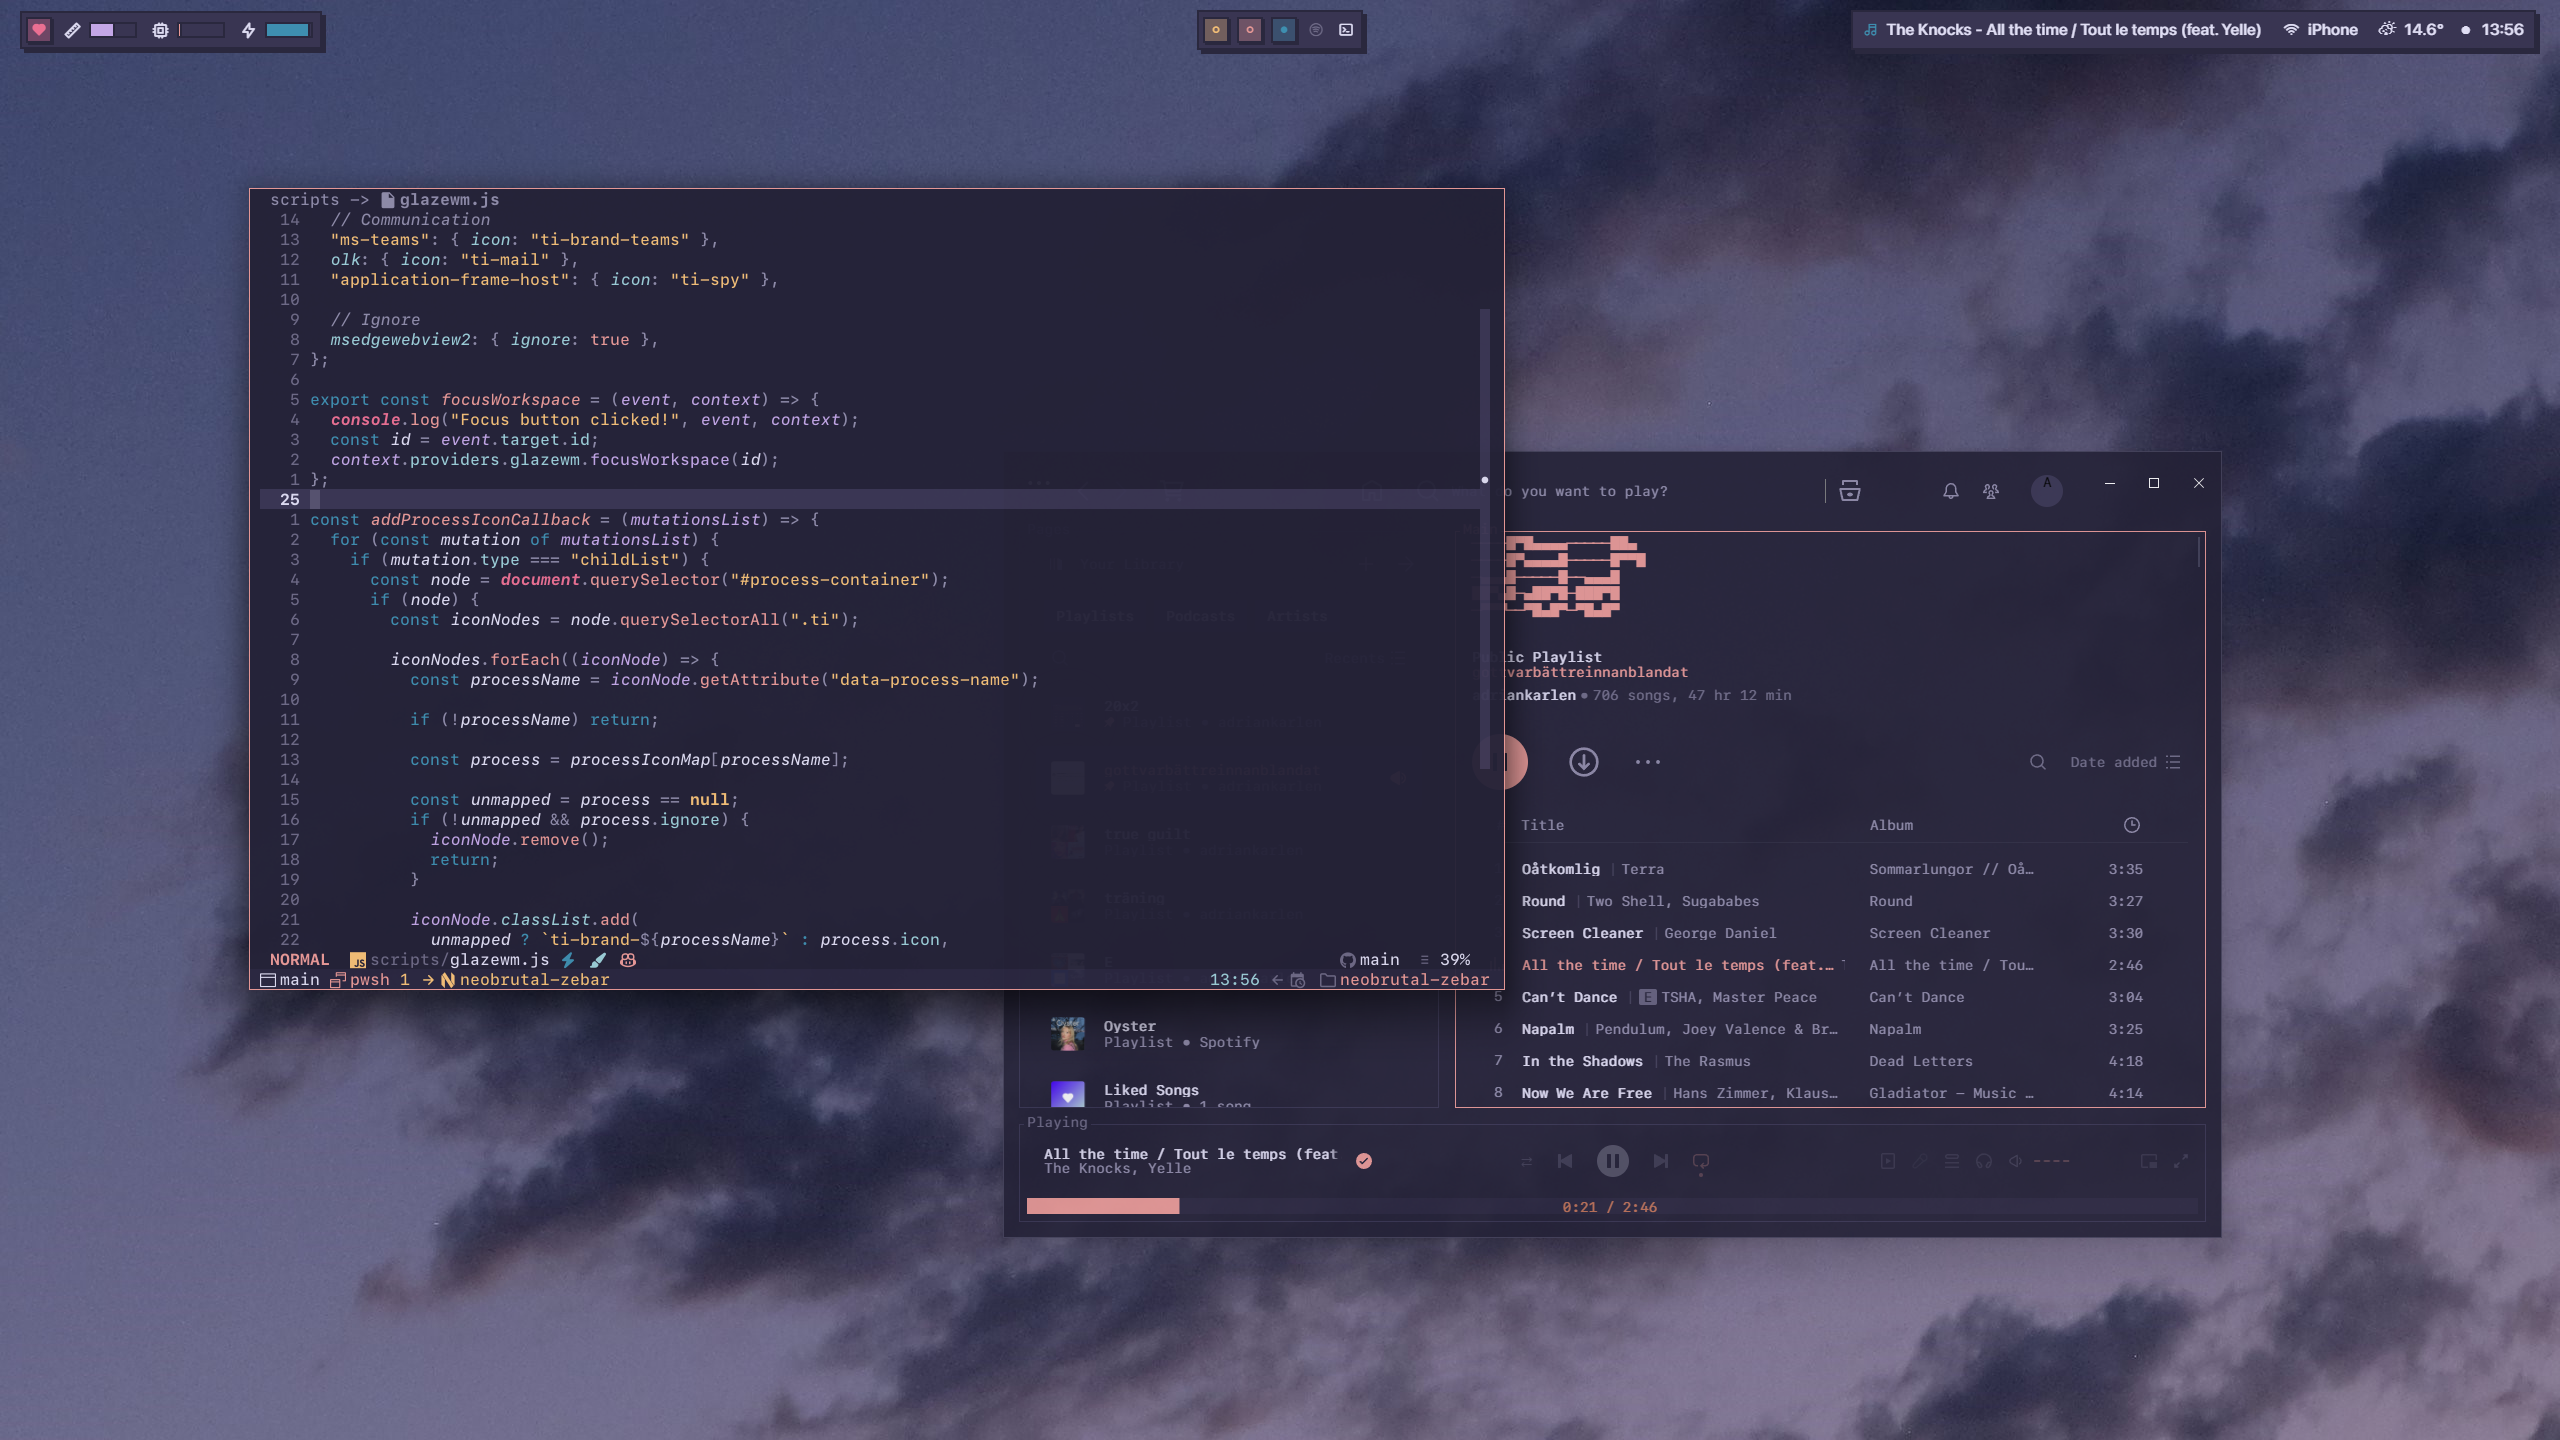 The Knocks - All the time / Tout le temps (feat. Yelle)
iPhone
14.6°
13:56
scripts -> glazewm.js
14 // Communication
13 "ms-teams": { icon: "ti-brand-teams" },
12 olk: { icon: "ti-mail" },
11 "application-frame-host": { icon: "ti-spy" },
10
9 // Ignore
8 msedgewebview2: { ignore: true },
7 };
6
5 export const focusWorkspace = (event, context) => {
4 console.log("Focus button clicked!", event, context);
3 const id = event.target.id;
2 context.providers.glazewm.focusWorkspace(id);
1 };
25
1 const addProcessIconCallback = (mutationsList) => {
2 for (const mutation of mutationsList) {
3 if (mutation.type === "childList") {
4 const node = document.querySelector("#process-container");
5 if (node) {
6 const iconNodes = node.querySelectorAll(".ti");
7
8 iconNodes.forEach((iconNode) => {
9 const processName = iconNode.getAttribute("data-process-name");
10
11 if (!processName) return;
12
13 const process = processIconMap[processName];
14
15 const unmapped = process == null;
16 if (!unmapped && process.ignore) {
17 iconNode.remove();
18 return;
19 }
20
21 iconNode.classList.add(
22 unmapped ? `ti-brand-${processName}` : process.icon,
NORMAL JS scripts/glazewm.js main ≡ 39%
main pwsh 1 → neobrutal-zebar 13:56 ← neobrutal-zebar
o you want to play?
A
Playlists Podcasts Artists
Public Playlist
varbättreinnanblandat
adriankarlen • 706 songs, 47 hr 12 min
Date added
Title Album
Oåtkomlig | Terra Sommarlungor // Oå… 3:35
Round | Two Shell, Sugababes Round 3:27
Screen Cleaner | George Daniel Screen Cleaner 3:30
All the time / Tout le temps (feat.… All the time / Tou… 2:46
5 Can't Dance | E TSHA, Master Peace Can't Dance 3:04
6 Napalm | Pendulum, Joey Valence & Br… Napalm 3:25
7 In the Shadows | The Rasmus Dead Letters 4:18
8 Now We Are Free | Hans Zimmer, Klaus… Gladiator – Music … 4:14
Oyster
Playlist • Spotify
Liked Songs
Playlist • 1 song
Playing
All the time / Tout le temps (feat
The Knocks, Yelle
0:21 / 2:46